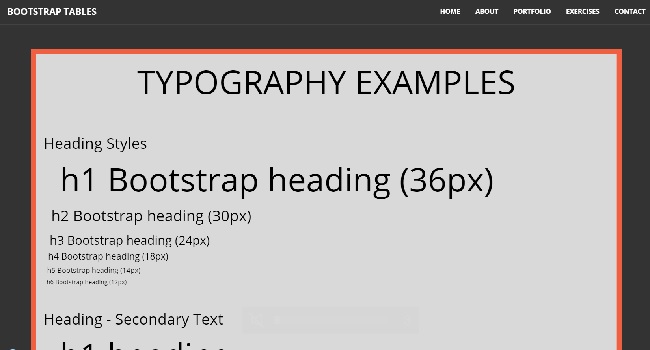 BOOTSTRAP TABLES
HOME ABOUT PORTFOLIO EXERCISES CONTACT
TYPOGRAPHY EXAMPLES
Heading Styles
h1 Bootstrap heading (36px)
h2 Bootstrap heading (30px)
h3 Bootstrap heading (24px)
h4 Bootstrap heading (18px)
h5 Bootstrap heading (14px)
h6 Bootstrap heading (12px)
Heading - Secondary Text
h1 heading